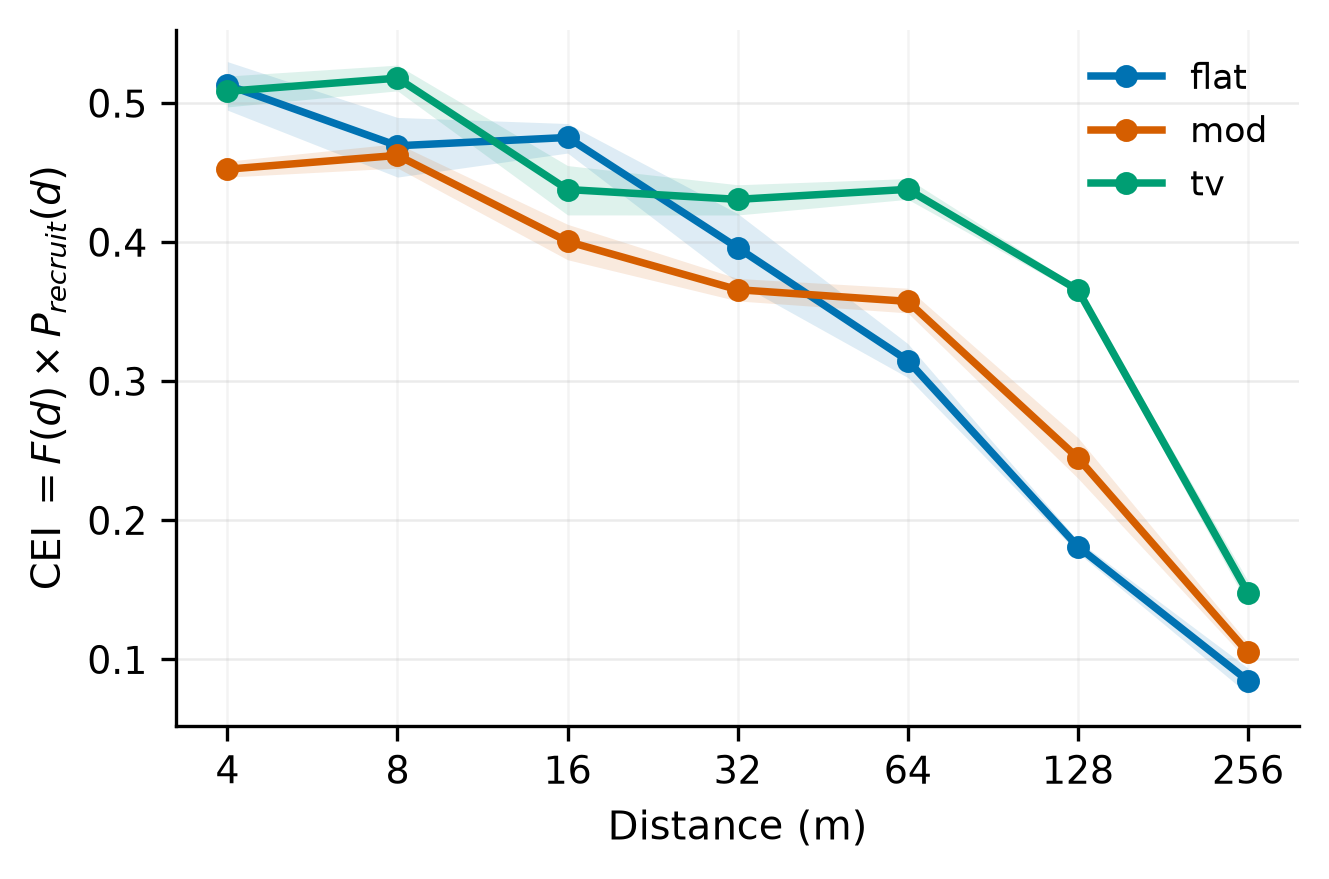 CEI = F(d) × P_recruit(d)
0.5
0.4
0.3
0.2
0.1
flat
mod
tv
4 8 16 32 64 128 256
Distance (m)